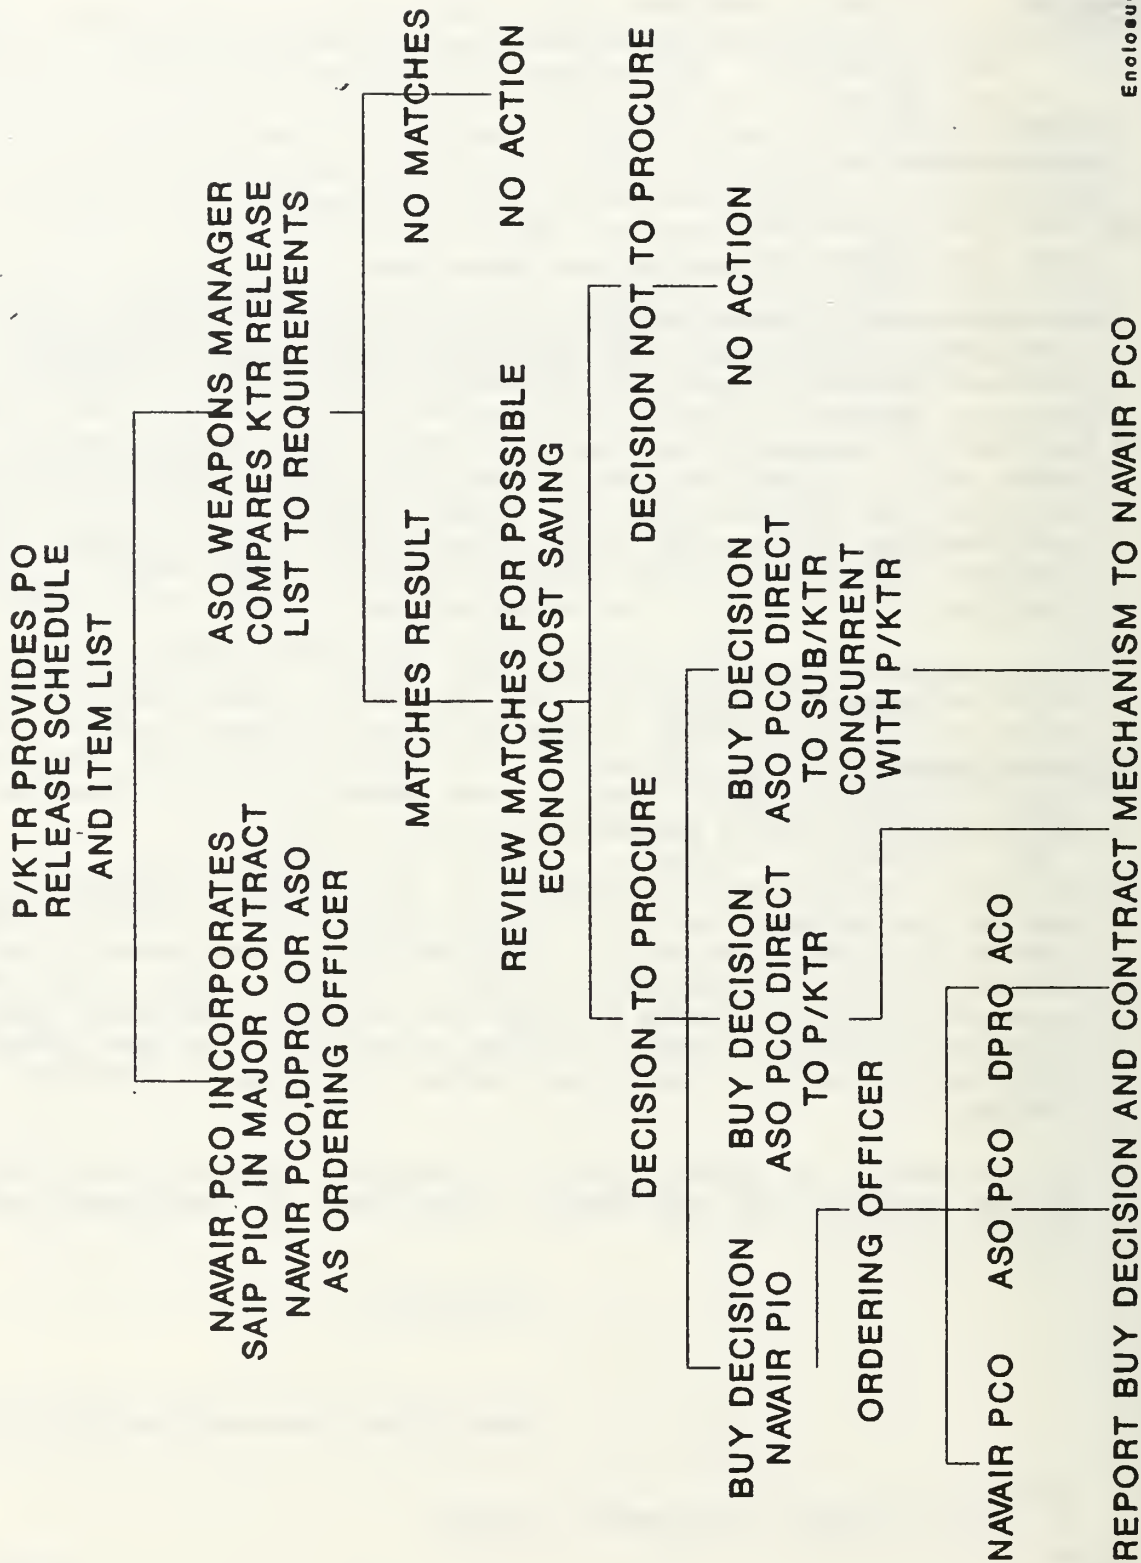 P/KTR PROVIDES PO
RELEASE SCHEDULE
AND ITEM LIST
NAVAIR PCO INCORPORATES
SAIP PIO IN MAJOR CONTRACT
NAVAIR PCO,DPRO OR ASO
AS ORDERING OFFICER
ASO WEAPONS MANAGER
COMPARES KTR RELEASE
LIST TO REQUIREMENTS
MATCHES RESULT
NO MATCHES
REVIEW MATCHES FOR POSSIBLE
ECONOMIC COST SAVING
NO ACTION
DECISION TO PROCURE
DECISION NOT TO PROCURE
BUY DECISION
NAVAIR PIO
BUY DECISION
ASO PCO DIRECT
TO P/KTR
BUY DECISION
ASO PCO DIRECT
TO SUB/KTR
CONCURRENT
WITH P/KTR
NO ACTION
ORDERING OFFICER
NAVAIR PCO
ASO PCO
DPRO ACO
REPORT BUY DECISION AND CONTRACT MECHANISM TO NAVAIR PCO